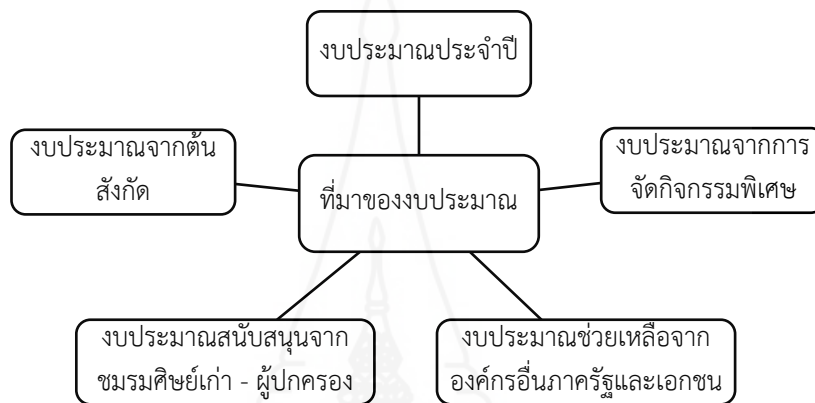 งบประมาณประจำปี
งบประมาณจากต้น
สังกัด
ที่มาของงบประมาณ
งบประมาณจากการ
จัดกิจกรรมพิเศษ
งบประมาณสนับสนุนจาก
ชมรมศิษย์เก่า - ผู้ปกครอง
งบประมาณช่วยเหลือจาก
องค์กรอื่นภาครัฐและเอกชน